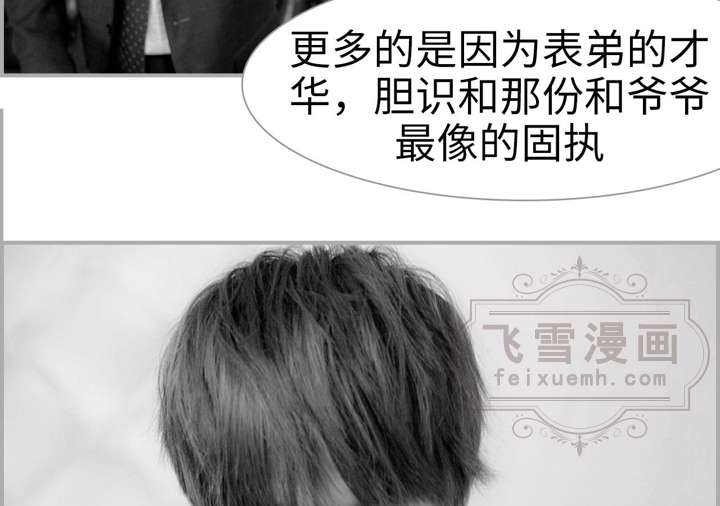 更多的是因为表弟的才
华，胆识和那份和爷爷
最像的固执
飞雪漫画
feixuemh.com